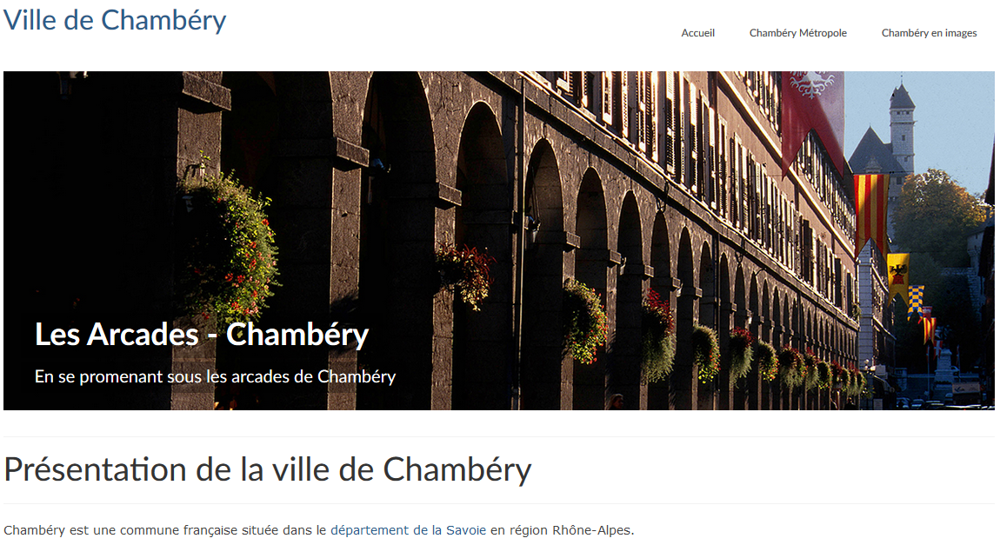 Ville de Chambéry
Accueil Chambéry Métropole Chambéry en images
Les Arcades - Chambéry
En se promenant sous les arcades de Chambéry
Présentation de la ville de Chambéry
Chambéry est une commune française située dans le département de la Savoie en région Rhône-Alpes.